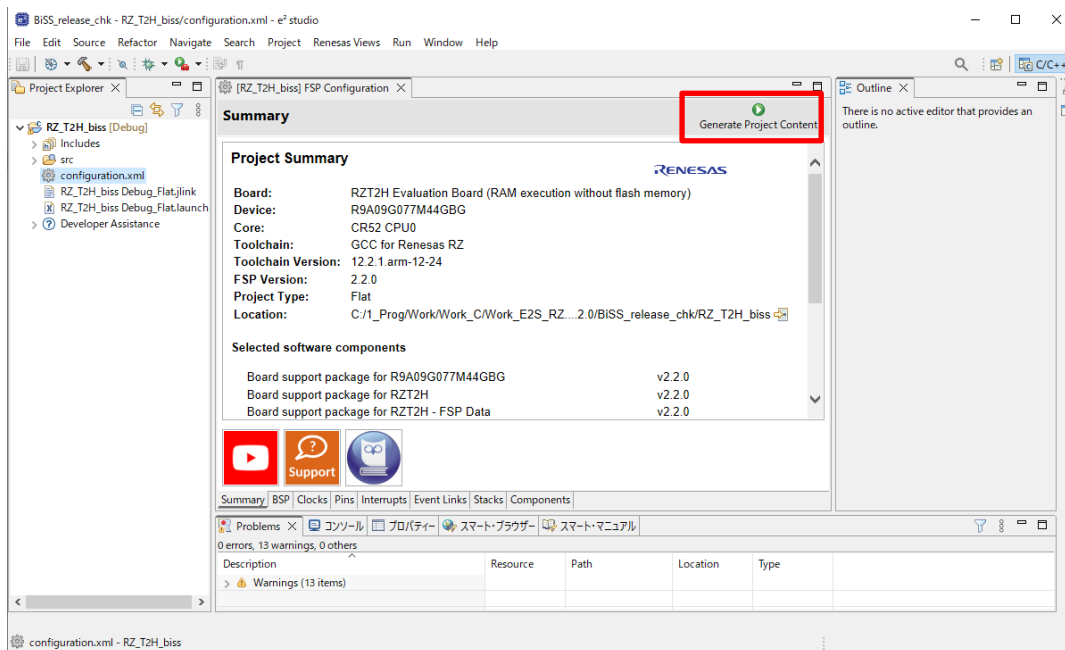 BiSS_release_chk - RZ_T2H_biss/configuration.xml - e² studio
File Edit Source Refactor Navigate Search Project Renesas Views Run Window Help
C/C++
Project Explorer
[RZ_T2H_biss] FSP Configuration
Outline
RZ_T2H_biss [Debug]
Includes
src
configuration.xml
RZ_T2H_biss Debug_Flat.jlink
RZ_T2H_biss Debug_Flat.launch
Developer Assistance
Summary
Generate Project Content
There is no active editor that provides an
outline.
Project Summary
RENESAS
Board: RZT2H Evaluation Board (RAM execution without flash memory)
Device: R9A09G077M44GBG
Core: CR52 CPU0
Toolchain: GCC for Renesas RZ
Toolchain Version: 12.2.1.arm-12-24
FSP Version: 2.2.0
Project Type: Flat
Location: C:/1_Prog/Work/Work_C/Work_E2S_RZ....2.0/BiSS_release_chk/RZ_T2H_biss
Selected software components
Board support package for R9A09G077M44GBG v2.2.0
Board support package for RZT2H v2.2.0
Board support package for RZT2H - FSP Data v2.2.0
Support
Summary BSP Clocks Pins Interrupts Event Links Stacks Components
Problems コンソール プロパティー スマート・ブラウザー スマート・マニュアル
0 errors, 13 warnings, 0 others
Description Resource Path Location Type
Warnings (13 items)
configuration.xml - RZ_T2H_biss